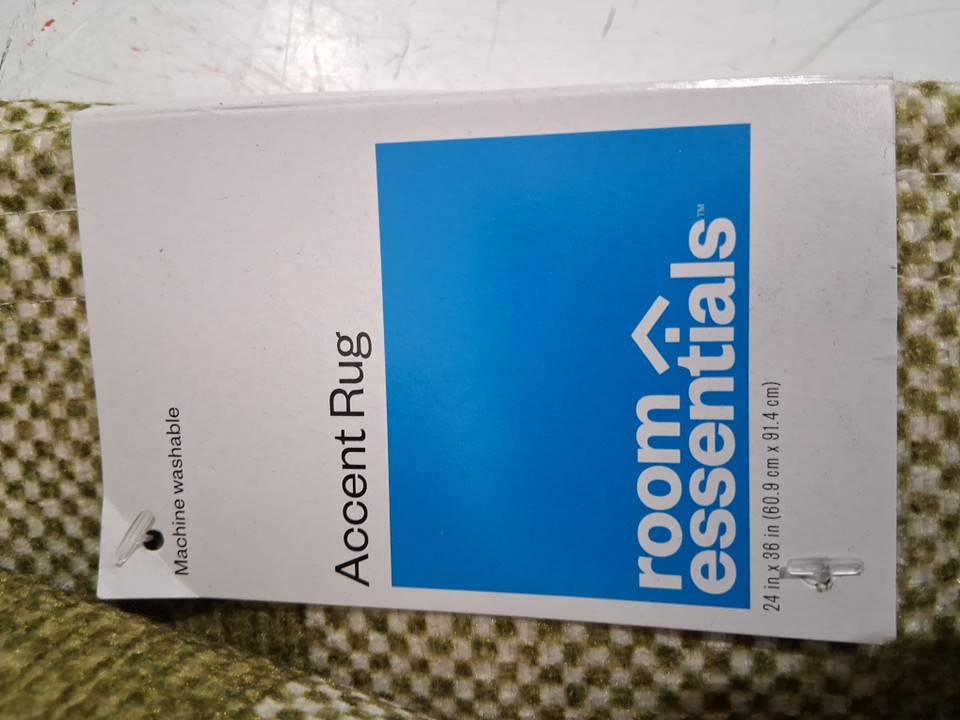 Machine washable
Accent Rug
room
essentials™
24 in x 36 in (60.9 cm x 91.4 cm)